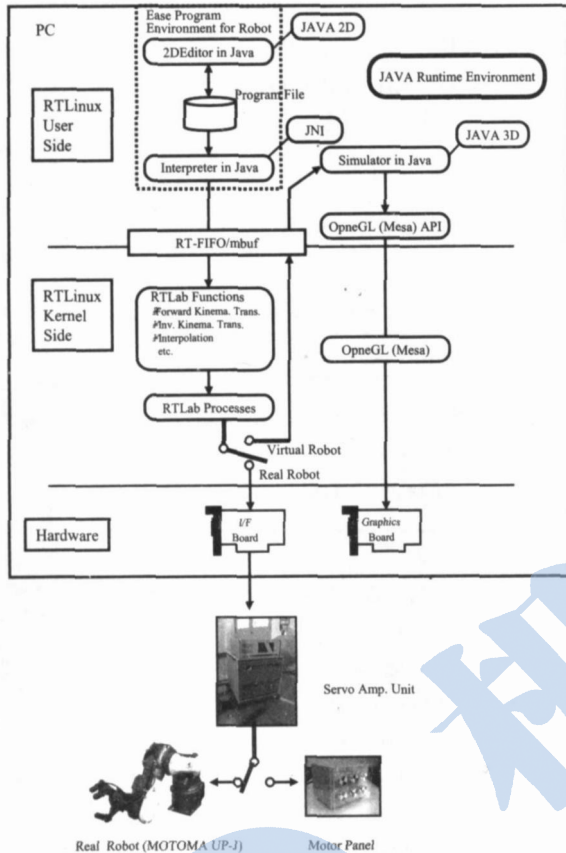 PC
Ease Program
Environment for Robot
JAVA 2D
2DEditor in Java
Program File
JAVA Runtime Environment
RTLinux
User
Side
JNI
JAVA 3D
Interpreter in Java
Simulator in Java
OpneGL (Mesa) API
RT-FIFO/mbuf
RTLinux
Kernel
Side
RTLab Functions
Forward Kinema. Trans.
Inv. Kinema. Trans.
Interpolation
etc.
OpneGL (Mesa)
RTLab Processes
Virtual Robot
Real Robot
Hardware
I/F
Board
Graphics
Board
Servo Amp. Unit
Real Robot (MOTOMA UP-J)
Motor Panel